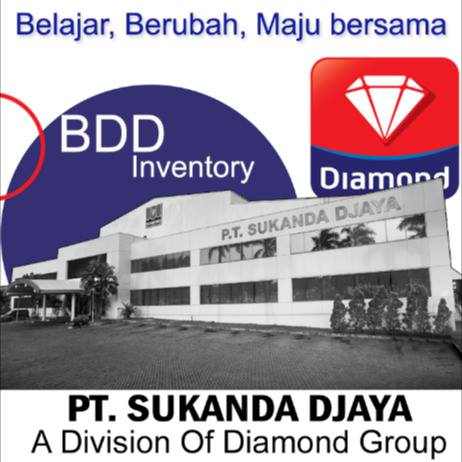 Belajar, Berubah, Maju bersama
BDD
Inventory
Diamond
P.T. SUKANDA DJAYA
PT. SUKANDA DJAYA
A Division Of Diamond Group